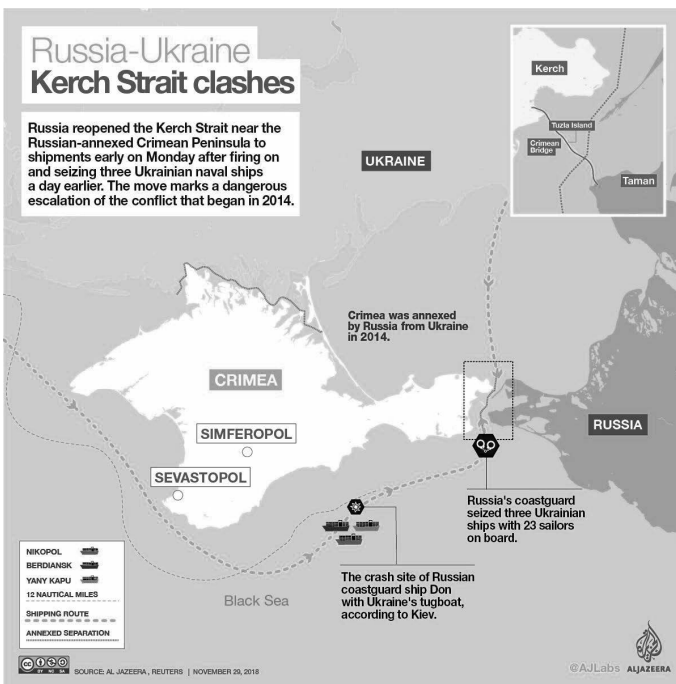 Russia-Ukraine
Kerch Strait clashes
Russia reopened the Kerch Strait near the
Russian-annexed Crimean Peninsula to
shipments early on Monday after firing on
and seizing three Ukrainian naval ships
a day earlier. The move marks a dangerous
escalation of the conflict that began in 2014.
UKRAINE
Kerch
Tuzla Island
Crimean
Bridge
Taman
Crimea was annexed
by Russia from Ukraine
in 2014.
CRIMEA
SIMFEROPOL
SEVASTOPOL
RUSSIA
Russia's coastguard
seized three Ukrainian
ships with 23 sailors
on board.
The crash site of Russian
coastguard ship Don
with Ukraine's tugboat,
according to Kiev.
Black Sea
NIKOPOL
BERDIANSK
YANY KAPU
12 NAUTICAL MILES
SHIPPING ROUTE
ANNEXED SEPARATION
cc
BY NC SA
SOURCE: AL JAZEERA, REUTERS | NOVEMBER 29, 2018
@AJLabs
ALJAZEERA